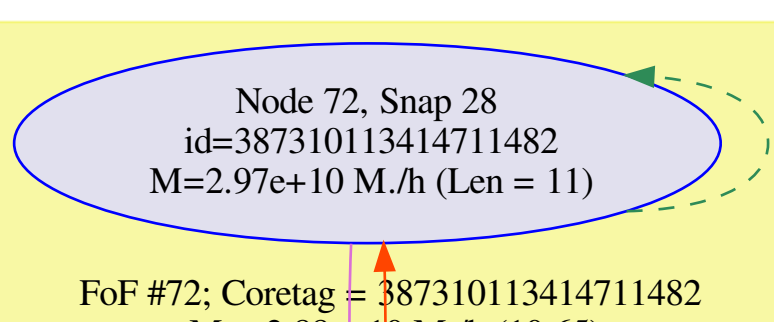 Node 72, Snap 28
id=387310113414711482
M=2.97e+10 M./h (Len = 11)
FoF #72; Coretag = 387310113414711482